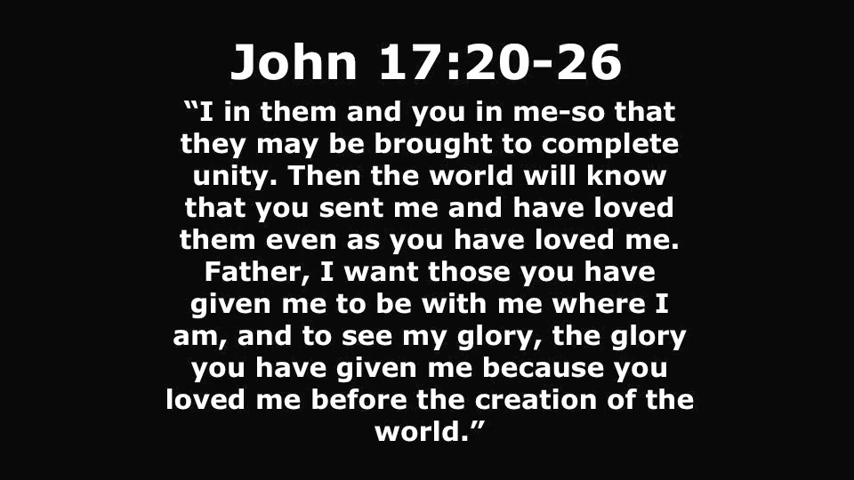 John 17:20-26
“I in them and you in me-so that
they may be brought to complete
unity. Then the world will know
that you sent me and have loved
them even as you have loved me.
Father, I want those you have
given me to be with me where I
am, and to see my glory, the glory
you have given me because you
loved me before the creation of the
world.”